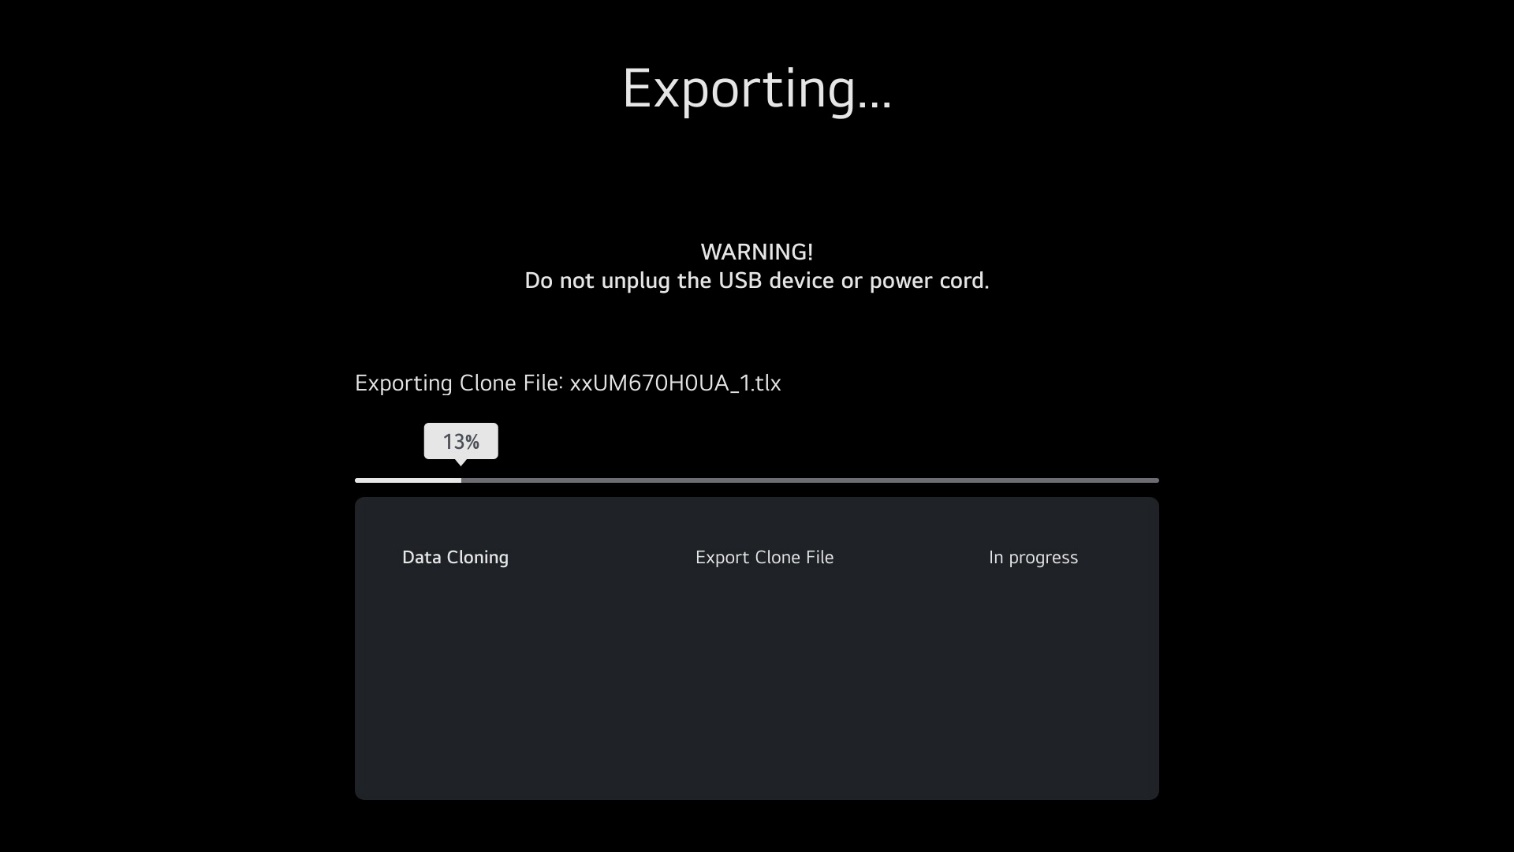 Exporting...
WARNING!
Do not unplug the USB device or power cord.
Exporting Clone File: xxUM670H0UA_1.tlx
13%
Data Cloning Export Clone File In progress